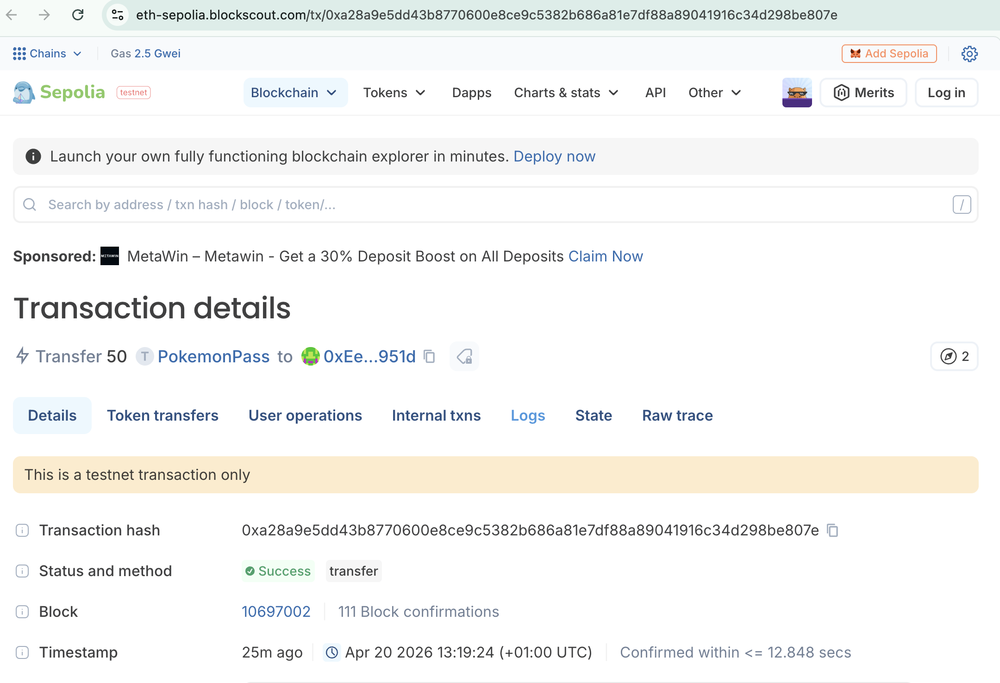 eth-sepolia.blockscout.com/tx/0xa28a9e5dd43b8770600e8ce9c5382b686a81e7df88a89041916c34d298be807e
Chains Gas 2.5 Gwei Add Sepolia
Sepolia testnet Blockchain Tokens Dapps Charts & stats API Other Merits Log in
Launch your own fully functioning blockchain explorer in minutes. Deploy now
Search by address / txn hash / block / token/... /
Sponsored: METAWIN MetaWin – Metawin - Get a 30% Deposit Boost on All Deposits Claim Now
Transaction details
Transfer 50 T PokemonPass to 0xEe...951d 2
Details Token transfers User operations Internal txns Logs State Raw trace
This is a testnet transaction only
Transaction hash 0xa28a9e5dd43b8770600e8ce9c5382b686a81e7df88a89041916c34d298be807e
Status and method Success transfer
Block 10697002 111 Block confirmations
Timestamp 25m ago Apr 20 2026 13:19:24 (+01:00 UTC) Confirmed within <= 12.848 secs